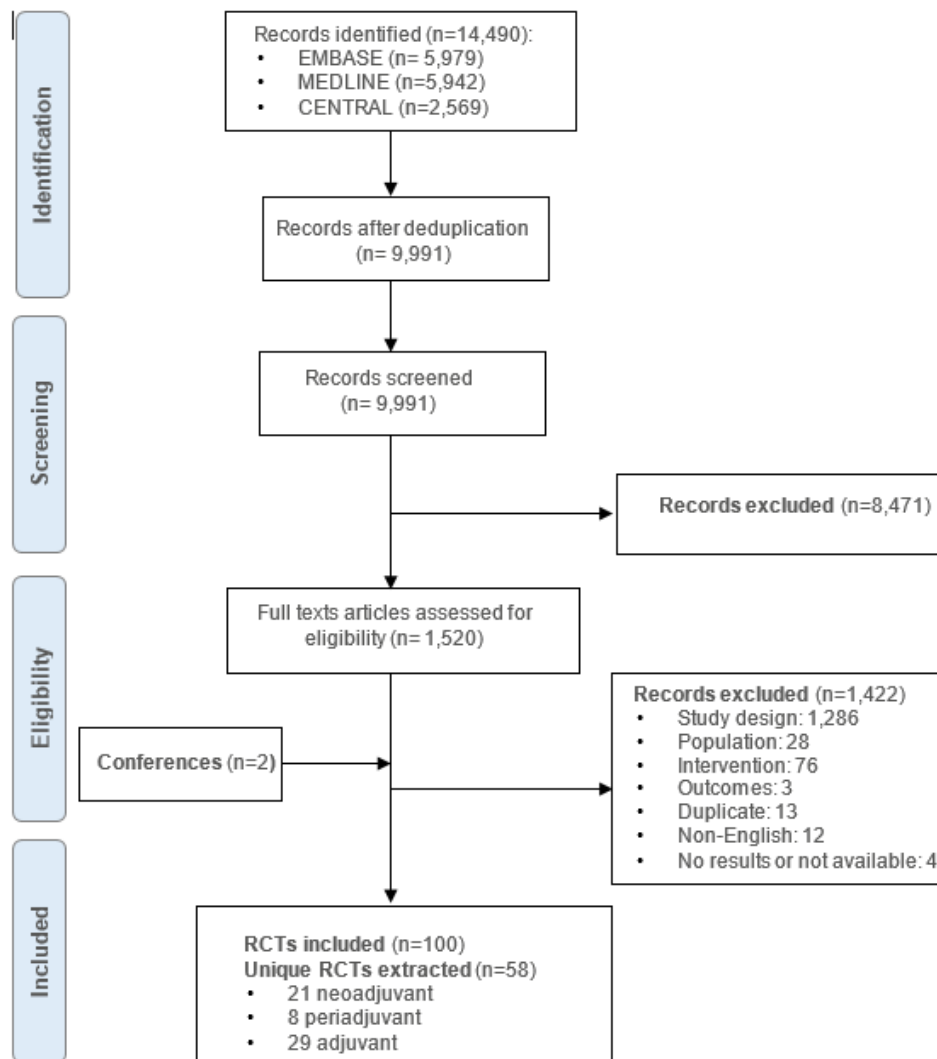 Identification
Records identified (n=14,490):
• EMBASE (n= 5,979)
• MEDLINE (n=5,942)
• CENTRAL (n=2,569)
Records after deduplication
(n= 9,991)
Screening
Records screened
(n= 9,991)
Records excluded (n=8,471)
Eligibility
Full texts articles assessed for
eligibility (n= 1,520)
Conferences (n=2)
Records excluded (n=1,422)
• Study design: 1,286
• Population: 28
• Intervention: 76
• Outcomes: 3
• Duplicate: 13
• Non-English: 12
• No results or not available: 4
Included
RCTs included (n=100)
Unique RCTs extracted (n=58)
• 21 neoadjuvant
• 8 periadjuvant
• 29 adjuvant